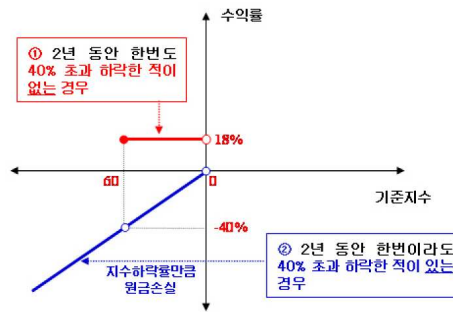 수익률
① 2년 동안 한번도
40% 초과 하락한 적이
없는 경우
18%
60
0
기준지수
-40%
② 2년 동안 한번이라도
40% 초과 하락한 적이 있는
경우
지수하락률만큼
원금손실